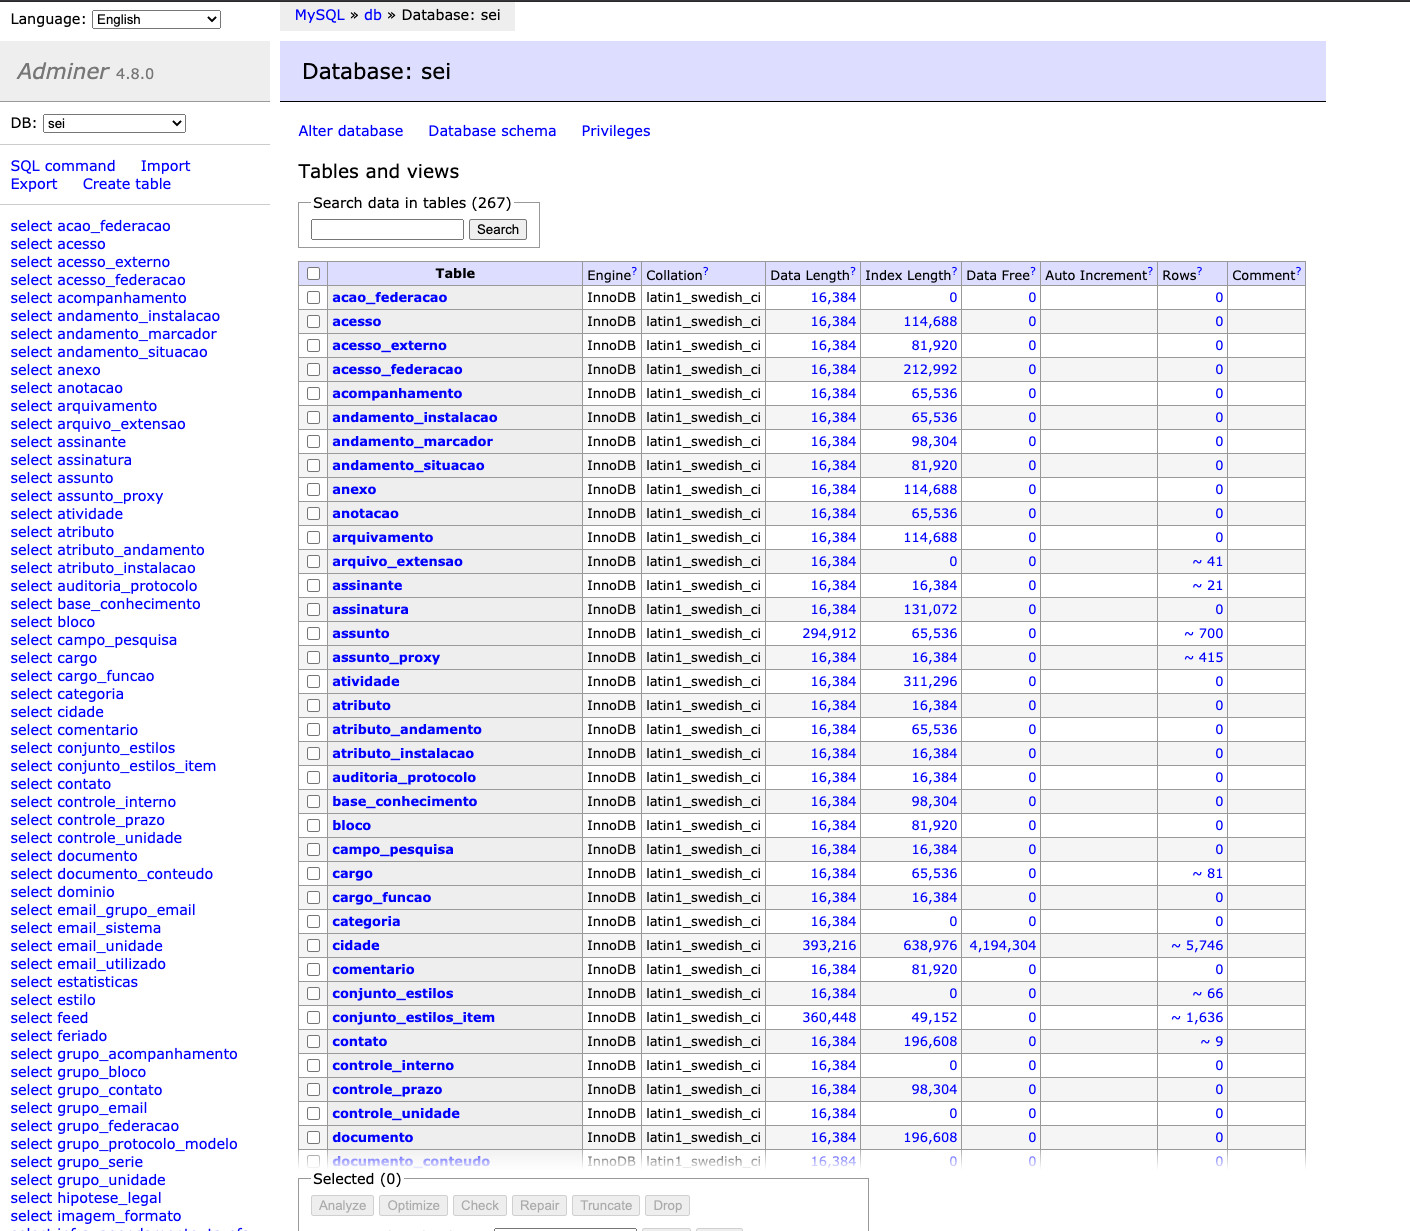 Language: English
Adminer 4.8.0
DB: sei
SQL command Import
Export Create table
select acao_federacao
select acesso
select acesso_externo
select acesso_federacao
select acompanhamento
select andamento_instalacao
select andamento_marcador
select andamento_situacao
select anexo
select anotacao
select arquivamento
select arquivo_extensao
select assinante
select assinatura
select assunto
select assunto_proxy
select atividade
select atributo
select atributo_andamento
select atributo_instalacao
select auditoria_protocolo
select base_conhecimento
select bloco
select campo_pesquisa
select cargo
select cargo_funcao
select categoria
select cidade
select comentario
select conjunto_estilos
select conjunto_estilos_item
select contato
select controle_interno
select controle_prazo
select controle_unidade
select documento
select documento_conteudo
select dominio
select email_grupo_email
select email_sistema
select email_unidade
select email_utilizado
select estatisticas
select estilo
select feed
select feriado
select grupo_acompanhamento
select grupo_bloco
select grupo_contato
select grupo_email
select grupo_federacao
select grupo_protocolo_modelo
select grupo_serie
select grupo_unidade
select hipotese_legal
select imagem_formato
MySQL » db » Database: sei
Database: sei
Alter database Database schema Privileges
Tables and views
Search data in tables (267)
Search
Table Engine? Collation? Data Length? Index Length? Data Free? Auto Increment? Rows? Comment?
acao_federacao InnoDB latin1_swedish_ci 16,384 0 0 0
acesso InnoDB latin1_swedish_ci 16,384 114,688 0 0
acesso_externo InnoDB latin1_swedish_ci 16,384 81,920 0 0
acesso_federacao InnoDB latin1_swedish_ci 16,384 212,992 0 0
acompanhamento InnoDB latin1_swedish_ci 16,384 65,536 0 0
andamento_instalacao InnoDB latin1_swedish_ci 16,384 65,536 0 0
andamento_marcador InnoDB latin1_swedish_ci 16,384 98,304 0 0
andamento_situacao InnoDB latin1_swedish_ci 16,384 81,920 0 0
anexo InnoDB latin1_swedish_ci 16,384 114,688 0 0
anotacao InnoDB latin1_swedish_ci 16,384 65,536 0 0
arquivamento InnoDB latin1_swedish_ci 16,384 114,688 0 0
arquivo_extensao InnoDB latin1_swedish_ci 16,384 0 0 ~ 41
assinante InnoDB latin1_swedish_ci 16,384 16,384 0 ~ 21
assinatura InnoDB latin1_swedish_ci 16,384 131,072 0 0
assunto InnoDB latin1_swedish_ci 294,912 65,536 0 ~ 700
assunto_proxy InnoDB latin1_swedish_ci 16,384 16,384 0 ~ 415
atividade InnoDB latin1_swedish_ci 16,384 311,296 0 0
atributo InnoDB latin1_swedish_ci 16,384 16,384 0 0
atributo_andamento InnoDB latin1_swedish_ci 16,384 65,536 0 0
atributo_instalacao InnoDB latin1_swedish_ci 16,384 16,384 0 0
auditoria_protocolo InnoDB latin1_swedish_ci 16,384 16,384 0 0
base_conhecimento InnoDB latin1_swedish_ci 16,384 98,304 0 0
bloco InnoDB latin1_swedish_ci 16,384 81,920 0 0
campo_pesquisa InnoDB latin1_swedish_ci 16,384 16,384 0 0
cargo InnoDB latin1_swedish_ci 16,384 65,536 0 ~ 81
cargo_funcao InnoDB latin1_swedish_ci 16,384 16,384 0 0
categoria InnoDB latin1_swedish_ci 16,384 0 0 0
cidade InnoDB latin1_swedish_ci 393,216 638,976 4,194,304 ~ 5,746
comentario InnoDB latin1_swedish_ci 16,384 81,920 0 0
conjunto_estilos InnoDB latin1_swedish_ci 16,384 0 0 ~ 66
conjunto_estilos_item InnoDB latin1_swedish_ci 360,448 49,152 0 ~ 1,636
contato InnoDB latin1_swedish_ci 16,384 196,608 0 ~ 9
controle_interno InnoDB latin1_swedish_ci 16,384 0 0 0
controle_prazo InnoDB latin1_swedish_ci 16,384 98,304 0 0
controle_unidade InnoDB latin1_swedish_ci 16,384 0 0 0
documento InnoDB latin1_swedish_ci 16,384 196,608 0 0
documento_conteudo InnoDB latin1_swedish_ci 16,384 0 0 0
Selected (0)
Analyze Optimize Check Repair Truncate Drop